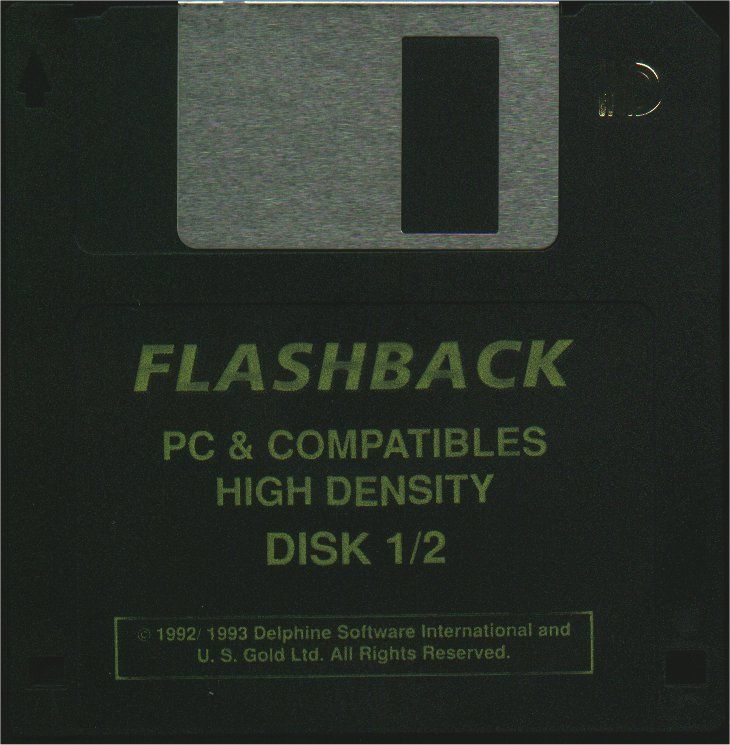 FLASHBACK
PC & COMPATIBLES
HIGH DENSITY
DISK 1/2
© 1992/ 1993 Delphine Software International and
U. S. Gold Ltd. All Rights Reserved.